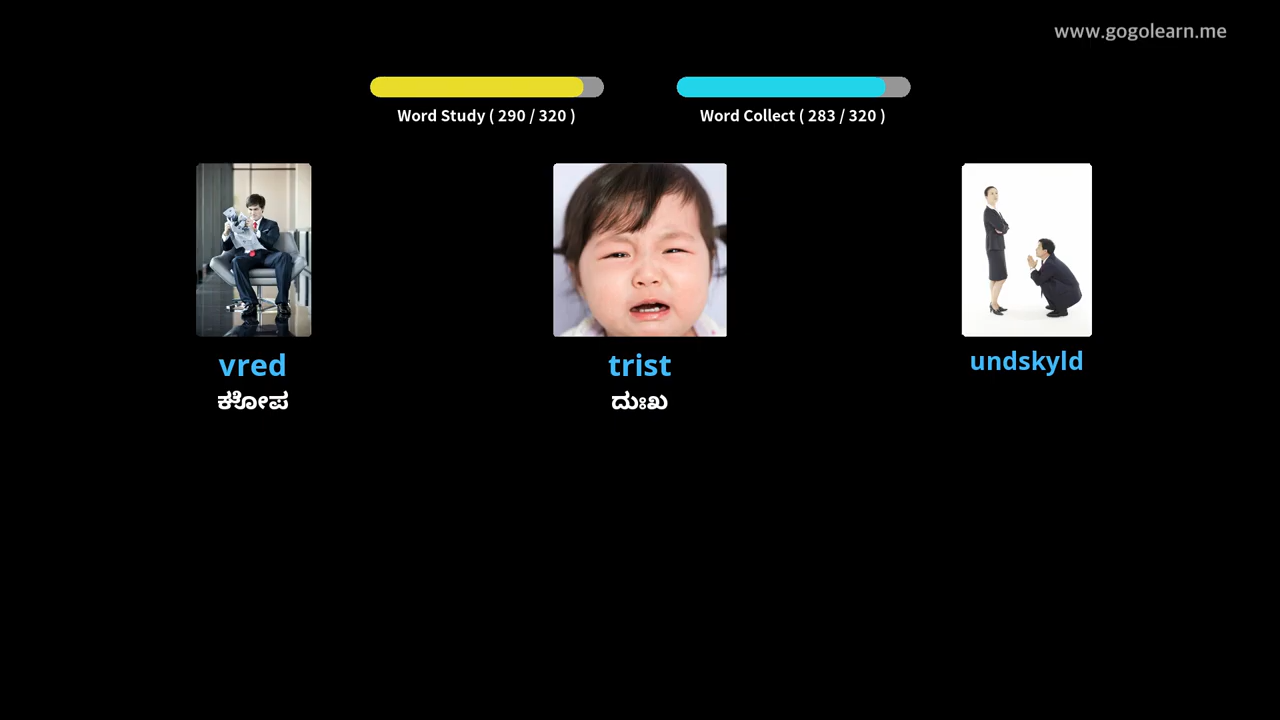 www.gogolearn.me
Word Study ( 290 / 320 )
Word Collect ( 283 / 320 )
vred
trist
undskyld
ಕೋಪ
ದುಃಖ